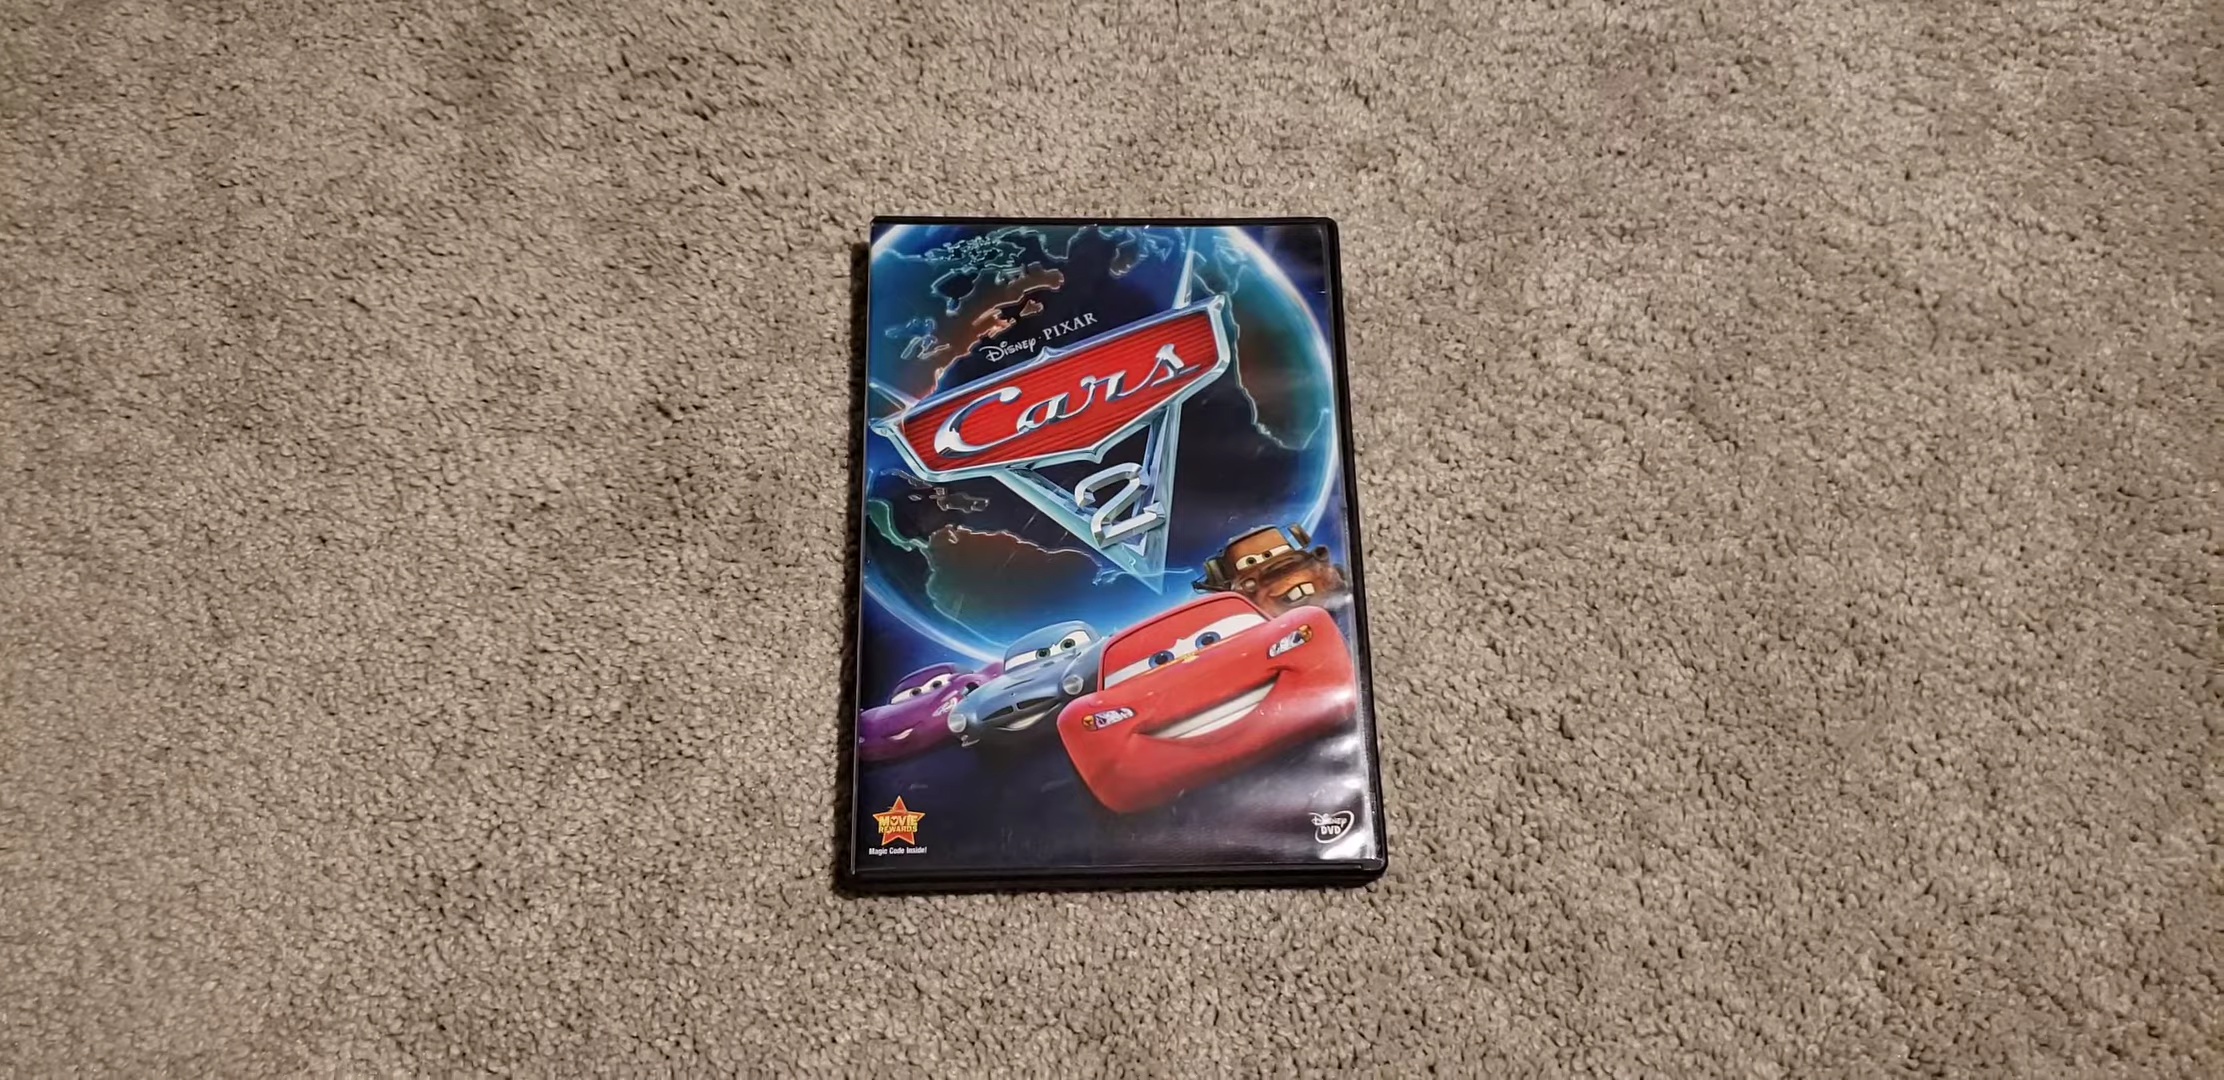 Disney · PIXAR
Cars
2
MOVIE
REWARDS
Magic Code Inside!
Disney
DVD